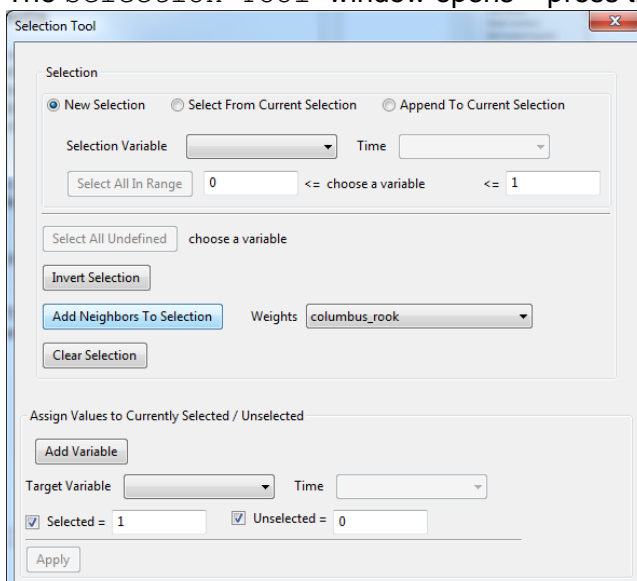 The Selection Tool window opens – press t
Selection Tool
Selection
New Selection Select From Current Selection Append To Current Selection
Selection Variable Time
Select All In Range 0 <= choose a variable <= 1
Select All Undefined choose a variable
Invert Selection
Add Neighbors To Selection Weights columbus_rook
Clear Selection
Assign Values to Currently Selected / Unselected
Add Variable
Target Variable Time
Selected = 1 Unselected = 0
Apply